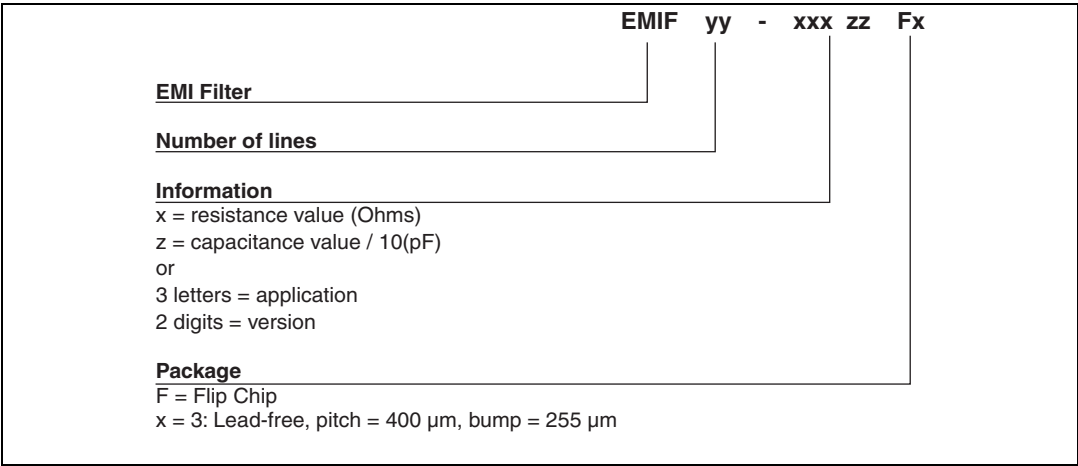 EMIF yy - xxx zz Fx
EMI Filter
Number of lines
Information
x = resistance value (Ohms)
z = capacitance value / 10(pF)
or
3 letters = application
2 digits = version
Package
F = Flip Chip
x = 3: Lead-free, pitch = 400 µm, bump = 255 µm